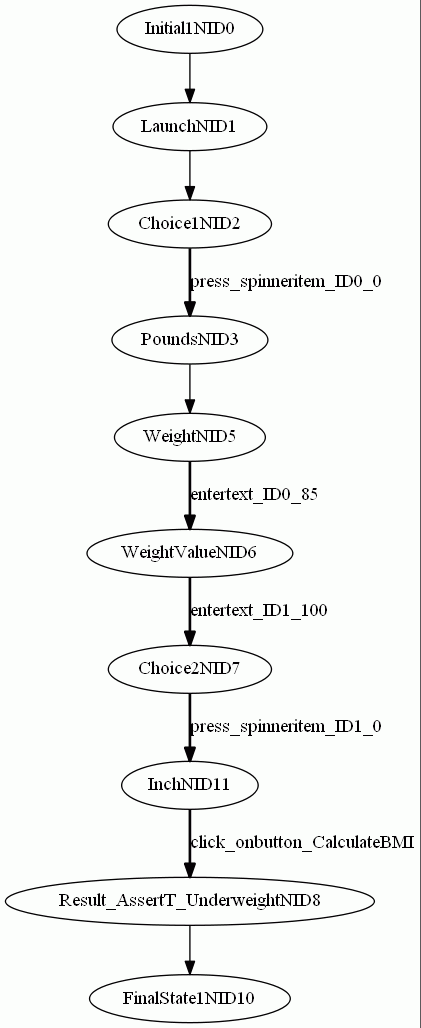 Initial1NID0
LaunchNID1
Choice1NID2
press_spinneritem_ID0_0
PoundsNID3
WeightNID5
entertext_ID0_85
WeightValueNID6
entertext_ID1_100
Choice2NID7
press_spinneritem_ID1_0
InchNID11
click_onbutton_CalculateBMI
Result_AssertT_UnderweightNID8
FinalState1NID10